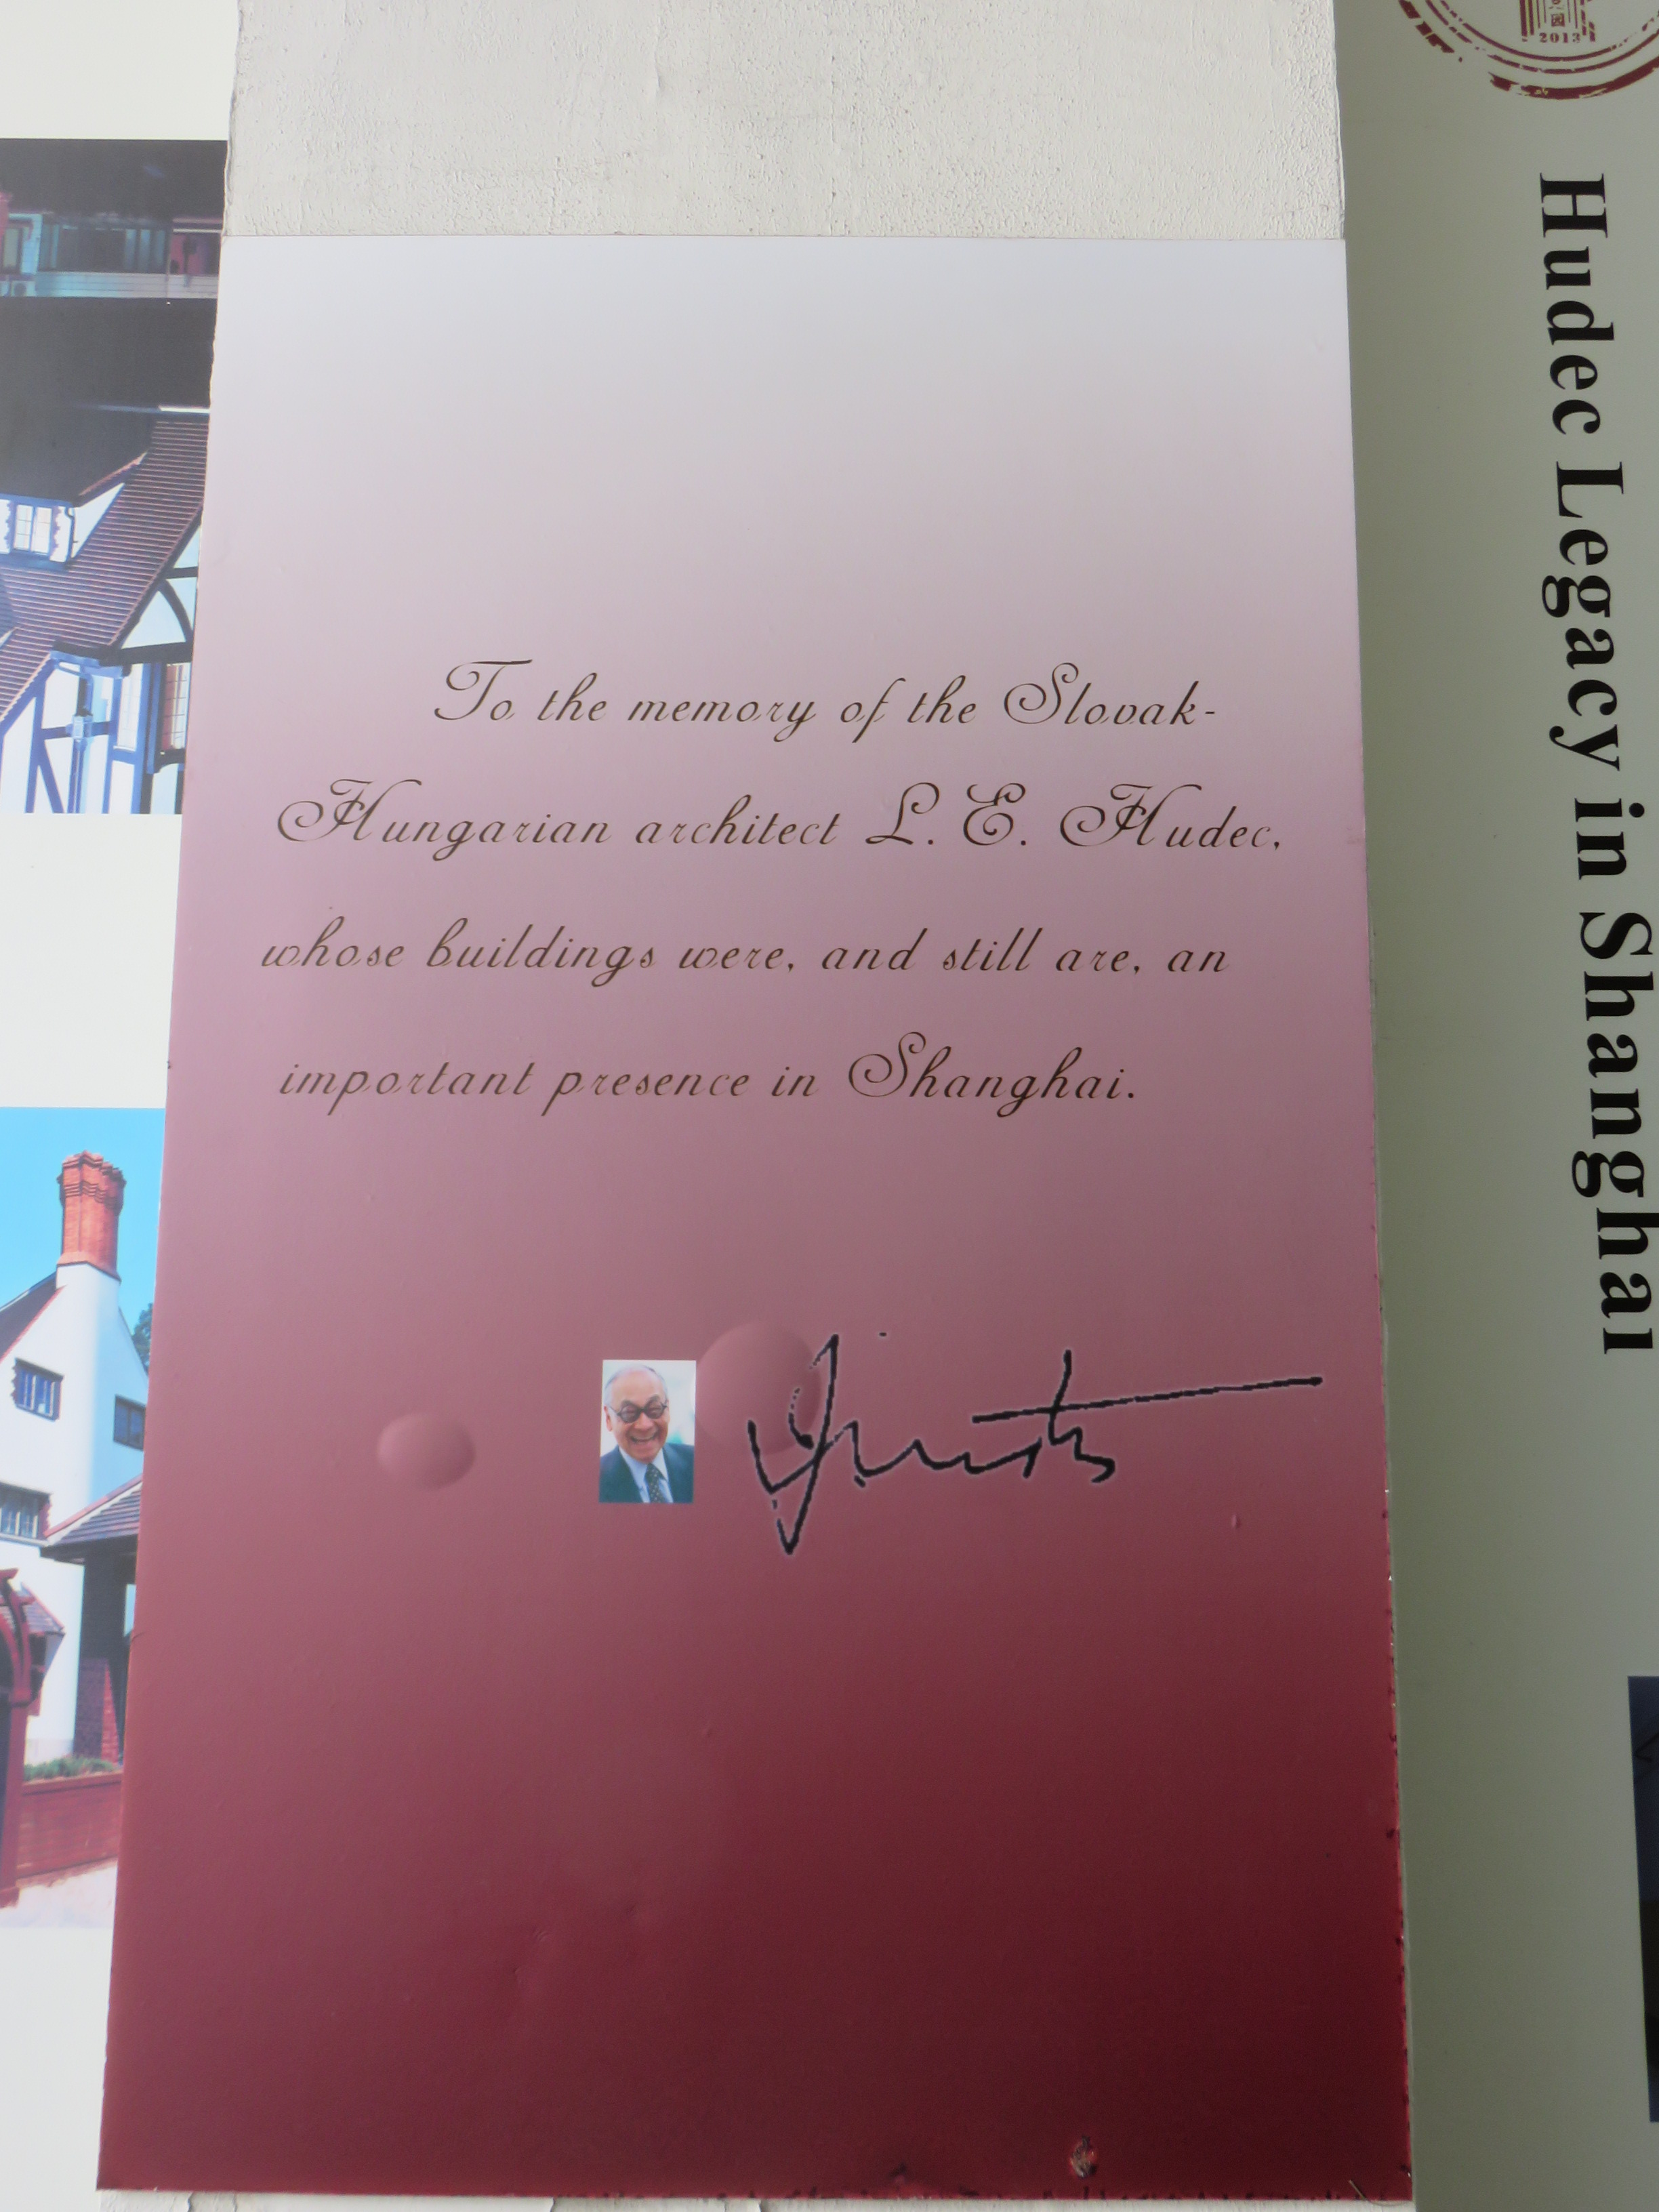 2013
To the memory of the Slovak-
Hungarian architect L. E. Hudec,
whose buildings were, and still are, an
important presence in Shanghai.
Hudec Legacy in Shanghai